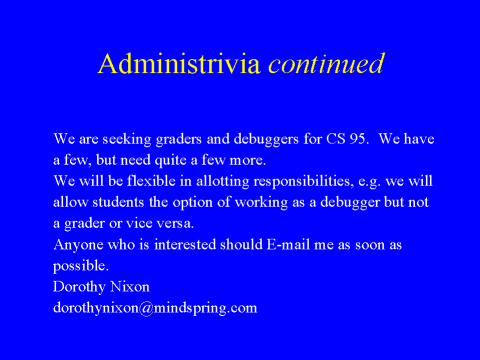 Administrivia continued
We are seeking graders and debuggers for CS 95.  We have
a few, but need quite a few more.
We will be flexible in allotting responsibilities, e.g. we will
allow students the option of working as a debugger but not
a grader or vice versa.
Anyone who is interested should E-mail me as soon as
possible.
Dorothy Nixon
dorothynixon@mindspring.com